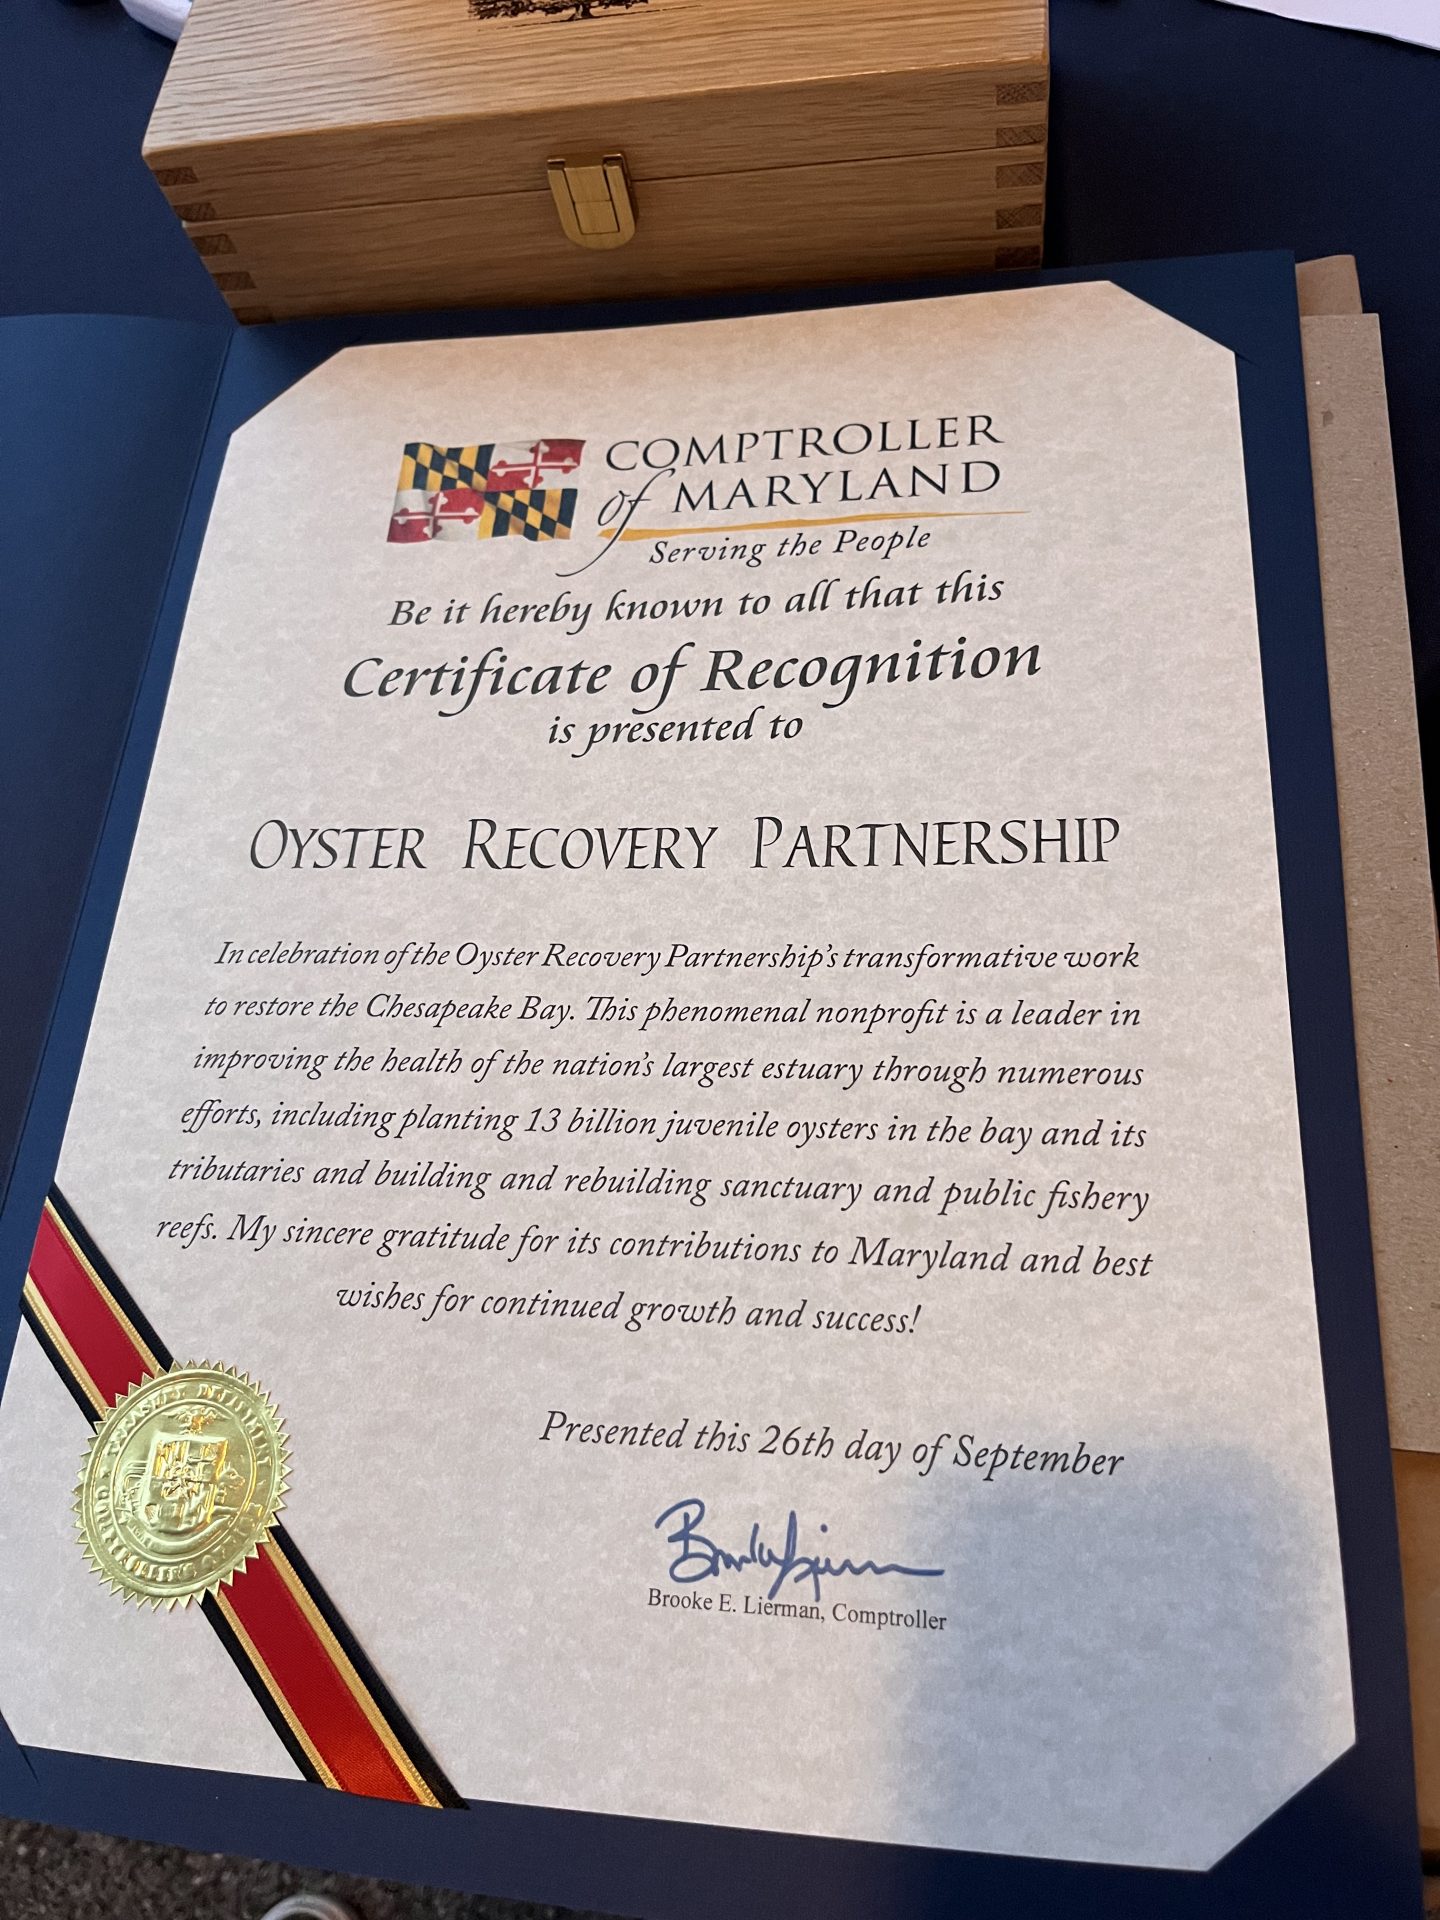 COMPTROLLER
of MARYLAND
Serving the People
Be it hereby known to all that this
Certificate of Recognition
is presented to
OYSTER RECOVERY PARTNERSHIP
In celebration of the Oyster Recovery Partnership's transformative work
to restore the Chesapeake Bay. This phenomenal nonprofit is a leader in
improving the health of the nation's largest estuary through numerous
efforts, including planting 13 billion juvenile oysters in the bay and its
tributaries and building and rebuilding sanctuary and public fishery
reefs. My sincere gratitude for its contributions to Maryland and best
wishes for continued growth and success!
Presented this 26th day of September
Brooke E. Lierman, Comptroller